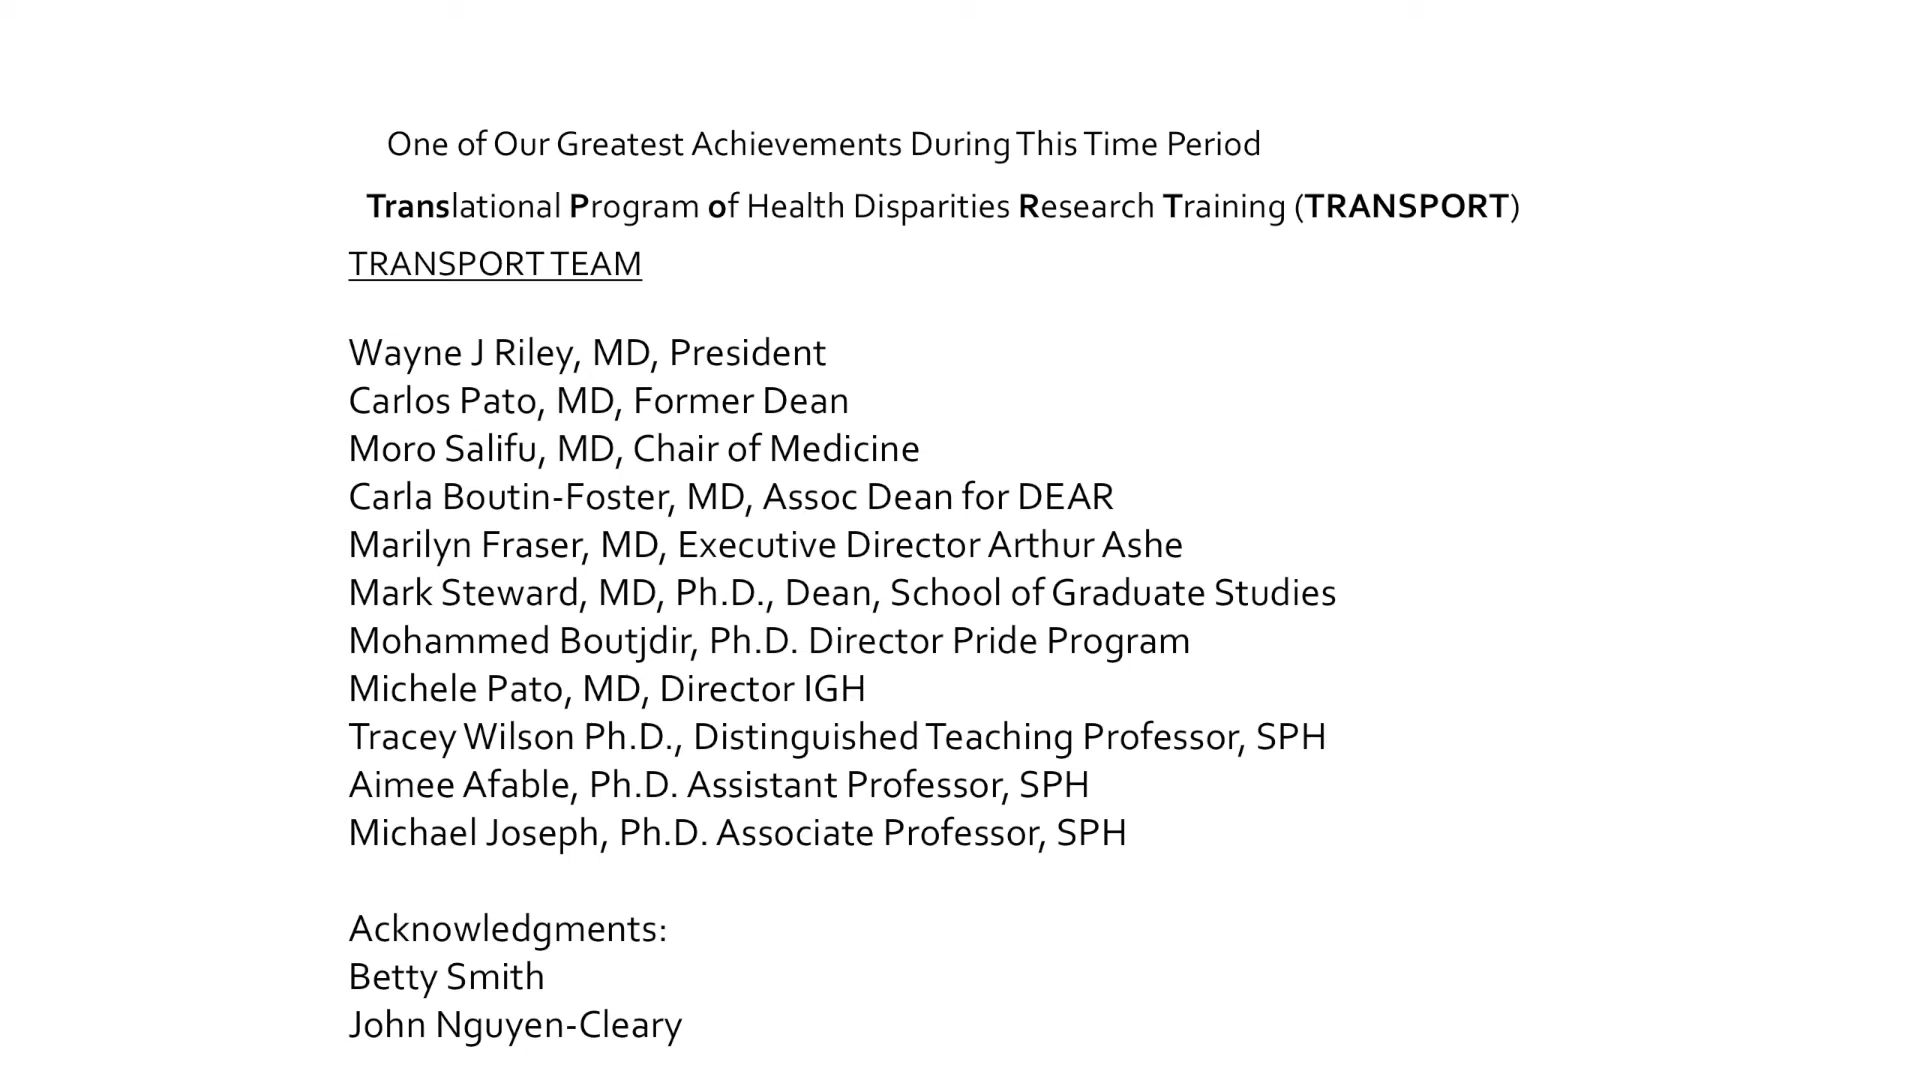 One of Our Greatest Achievements During This Time Period
Translational Program of Health Disparities Research Training (TRANSPORT)
TRANSPORT TEAM
Wayne J Riley, MD, President
Carlos Pato, MD, Former Dean
Moro Salifu, MD, Chair of Medicine
Carla Boutin-Foster, MD, Assoc Dean for DEAR
Marilyn Fraser, MD, Executive Director Arthur Ashe
Mark Steward, MD, Ph.D., Dean, School of Graduate Studies
Mohammed Boutjdir, Ph.D. Director Pride Program
Michele Pato, MD, Director IGH
Tracey Wilson Ph.D., Distinguished Teaching Professor, SPH
Aimee Afable, Ph.D. Assistant Professor, SPH
Michael Joseph, Ph.D. Associate Professor, SPH
Acknowledgments:
Betty Smith
John Nguyen-Cleary